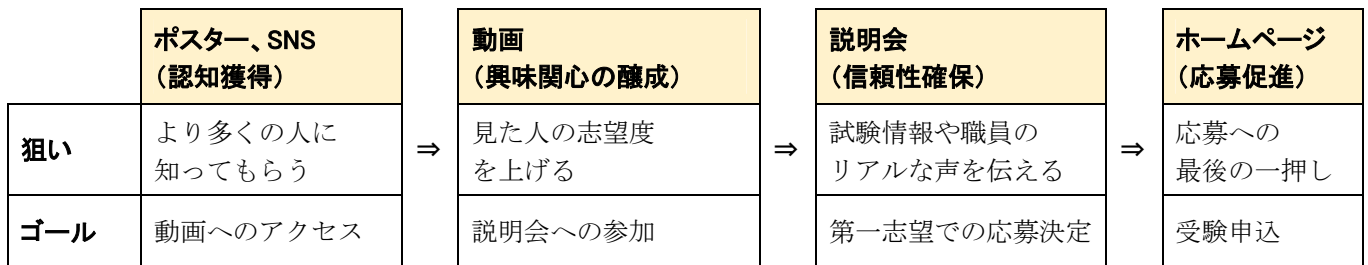 ポスター、SNS
（認知獲得）
動画
（興味関心の醸成）
説明会
（信頼性確保）
ホームページ
（応募促進）
狙い
より多くの人に
知ってもらう
⇒
見た人の志望度
を上げる
⇒
試験情報や職員の
リアルな声を伝える
⇒
応募への
最後の一押し
ゴール
動画へのアクセス
説明会への参加
第一志望での応募決定
受験申込